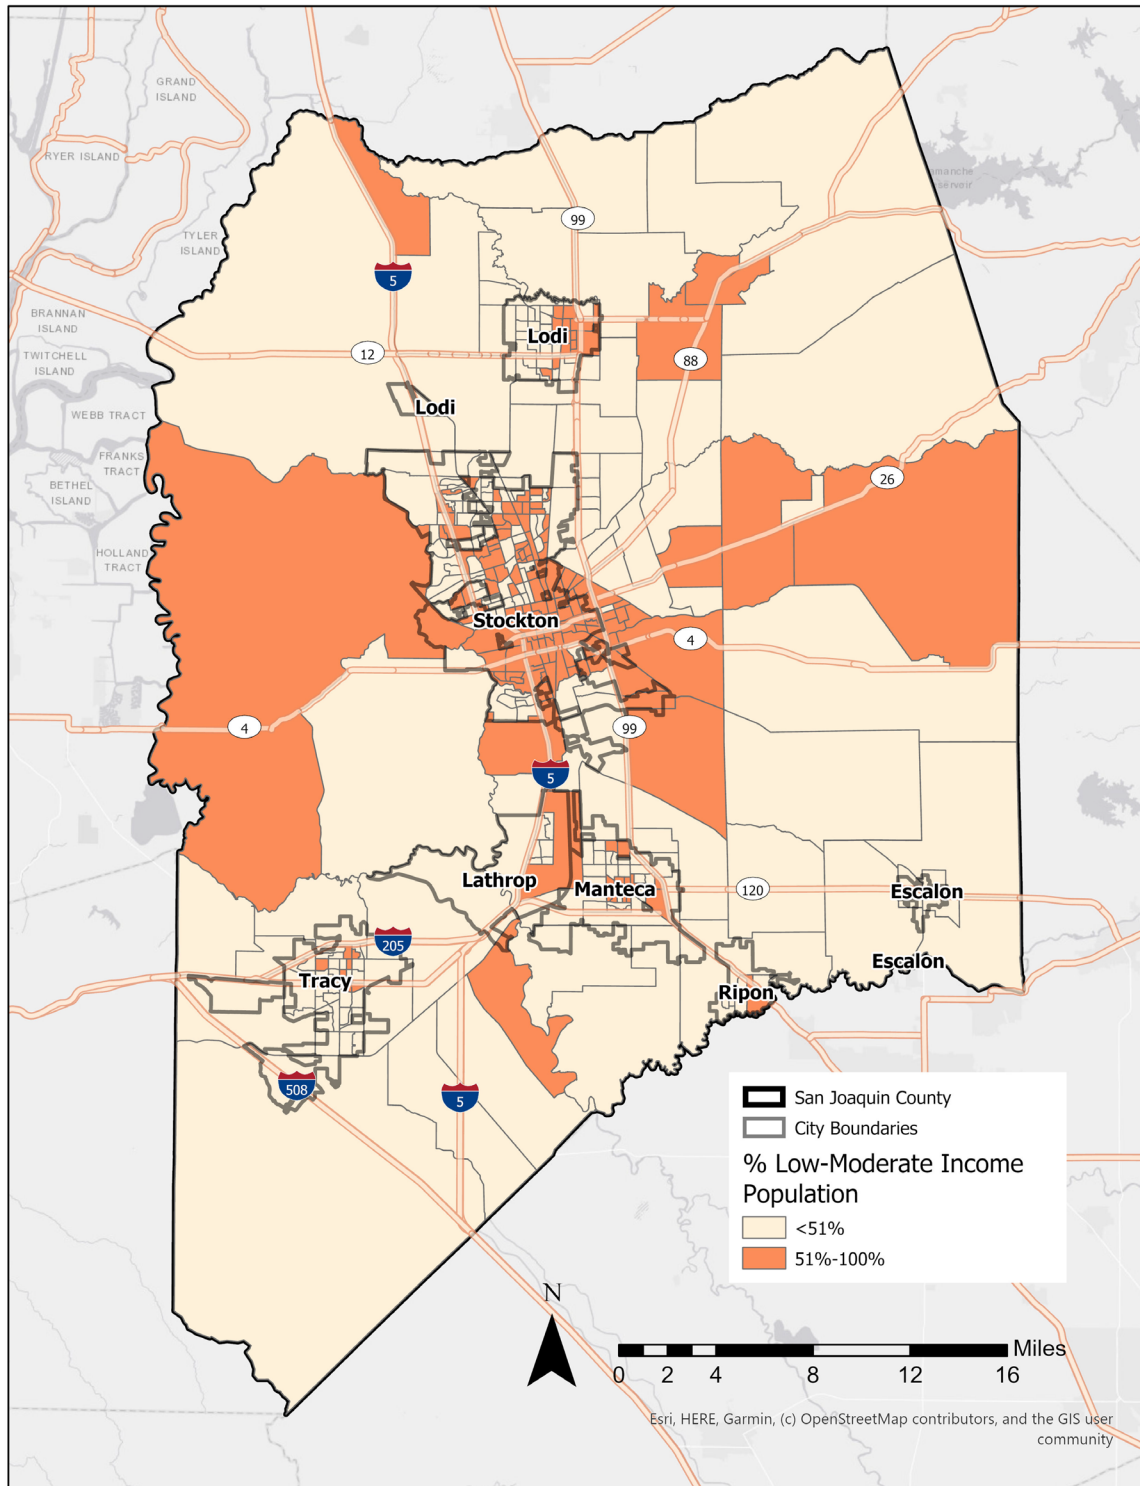 GRAND
ISLAND
RYER ISLAND
TYLER
ISLAND
99
5
BRANNAN
ISLAND
TWITCHELL
ISLAND
Lodi
12
88
WEBB TRACT
Lodi
FRANKS
TRACT
BETHEL
ISLAND
26
HOLLAND
TRACT
Stockton
4
4
99
5
Lathrop
Manteca
120
Escalon
205
Escalon
Tracy
Ripon
508
5
San Joaquin County
City Boundaries
% Low-Moderate Income
Population
<51%
51%-100%
N
Miles
0 2 4 8 12 16
Esri, HERE, Garmin, (c) OpenStreetMap contributors, and the GIS user
community